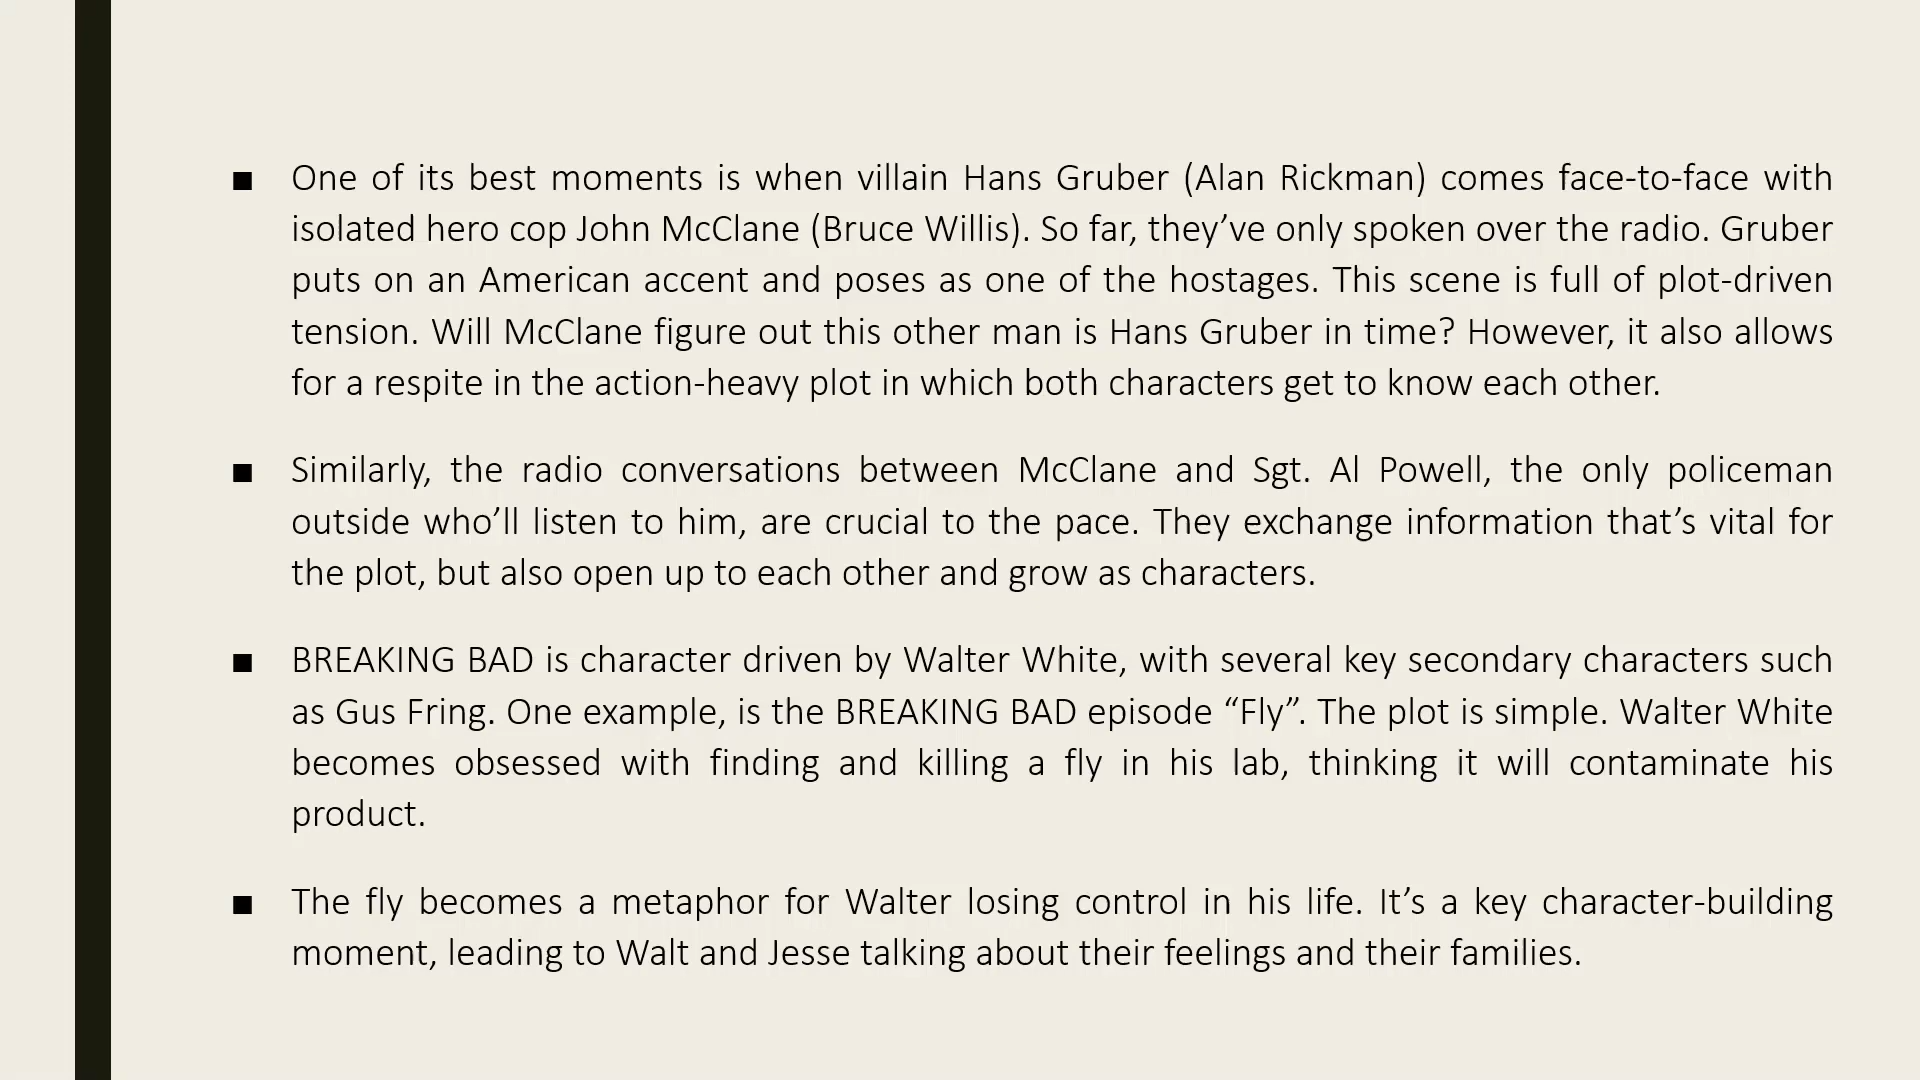 ■ One of its best moments is when villain Hans Gruber (Alan Rickman) comes face-to-face with
isolated hero cop John McClane (Bruce Willis). So far, they’ve only spoken over the radio. Gruber
puts on an American accent and poses as one of the hostages. This scene is full of plot-driven
tension. Will McClane figure out this other man is Hans Gruber in time? However, it also allows
for a respite in the action-heavy plot in which both characters get to know each other.
■ Similarly, the radio conversations between McClane and Sgt. Al Powell, the only policeman
outside who’ll listen to him, are crucial to the pace. They exchange information that’s vital for
the plot, but also open up to each other and grow as characters.
■ BREAKING BAD is character driven by Walter White, with several key secondary characters such
as Gus Fring. One example, is the BREAKING BAD episode “Fly”. The plot is simple. Walter White
becomes obsessed with finding and killing a fly in his lab, thinking it will contaminate his
product.
■ The fly becomes a metaphor for Walter losing control in his life. It’s a key character-building
moment, leading to Walt and Jesse talking about their feelings and their families.